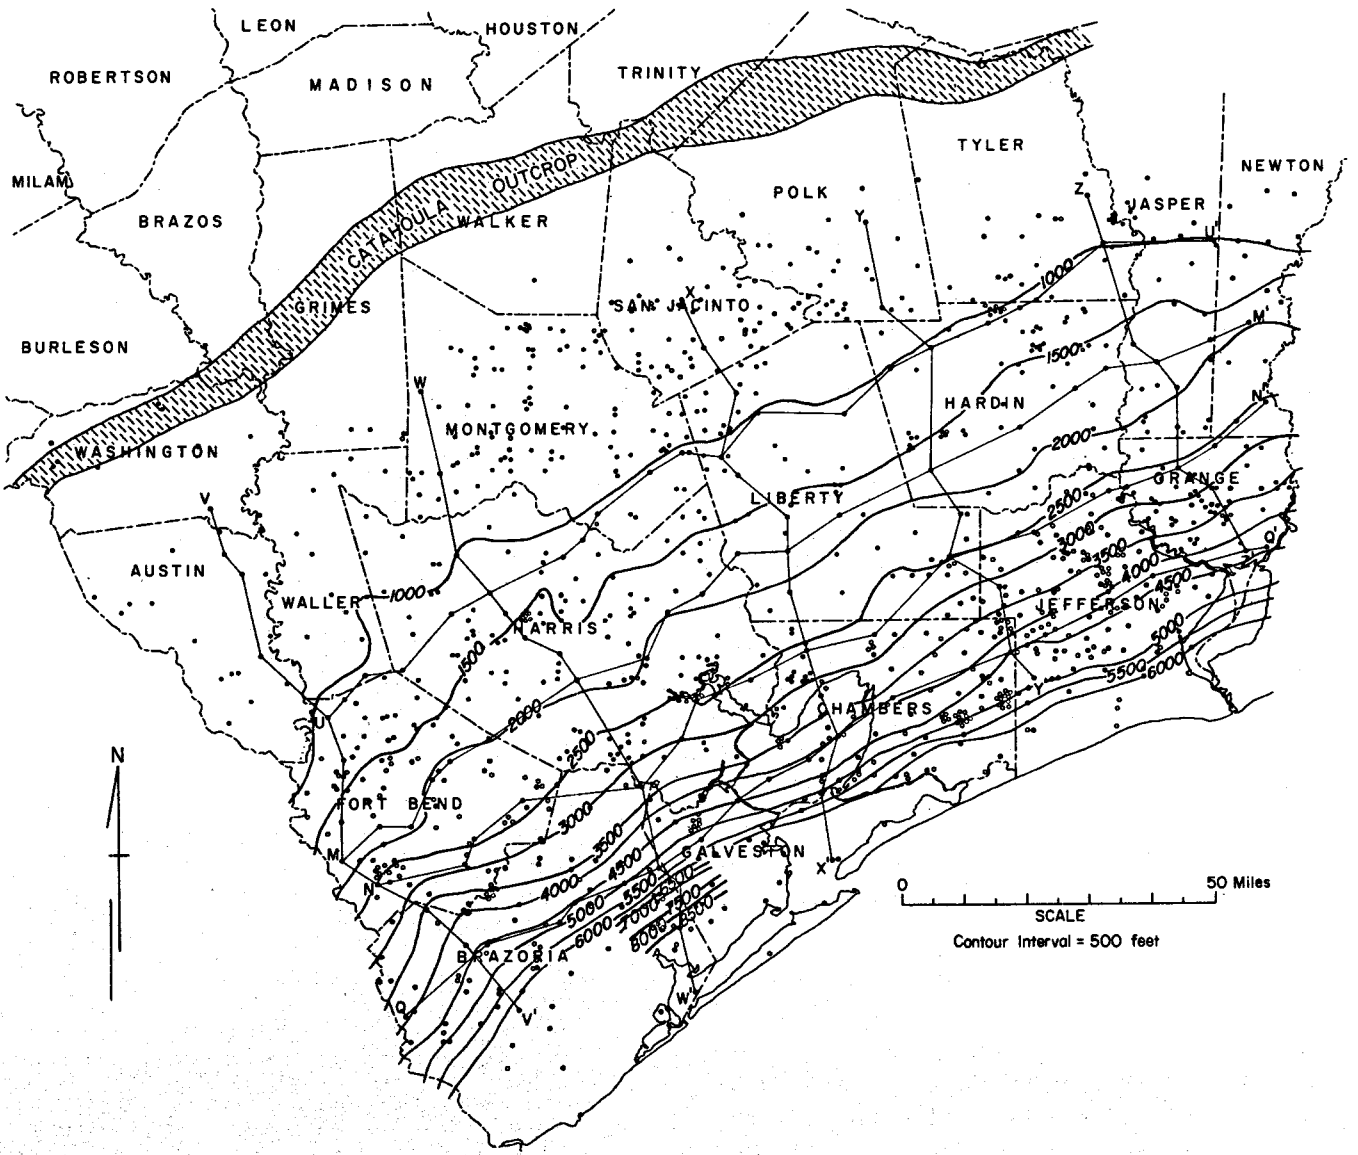 LEON
HOUSTON
ROBERTSON
MADISON
TRINITY
TYLER
NEWTON
MILAM
BRAZOS
POLK
JASPER
Z
Y
CATAHOULA OUTCROP
WALKER
U'
1000
GRIMES
SAN JACINTO
X
M'
BURLESON
1500
W
HARDIN
N'
MONTGOMERY
2000
WASHINGTON
V
LIBERTY
2500
ORANGE
3000
3500
Q'
AUSTIN
4000
4500
WALLER
1000
JEFFERSON
HARRIS
5000
1500
5500
6000
Y'
Z'
2000
CHAMBERS
U
2500
N
FORT BEND
3000
3500
M
GALVESTON
4500
X'
N
4000
5500
6500
0
50 Miles
5000
7000
7500
8500
SCALE
6000
8000
Contour Interval = 500 feet
BRAZORIA
Q
W'
V'